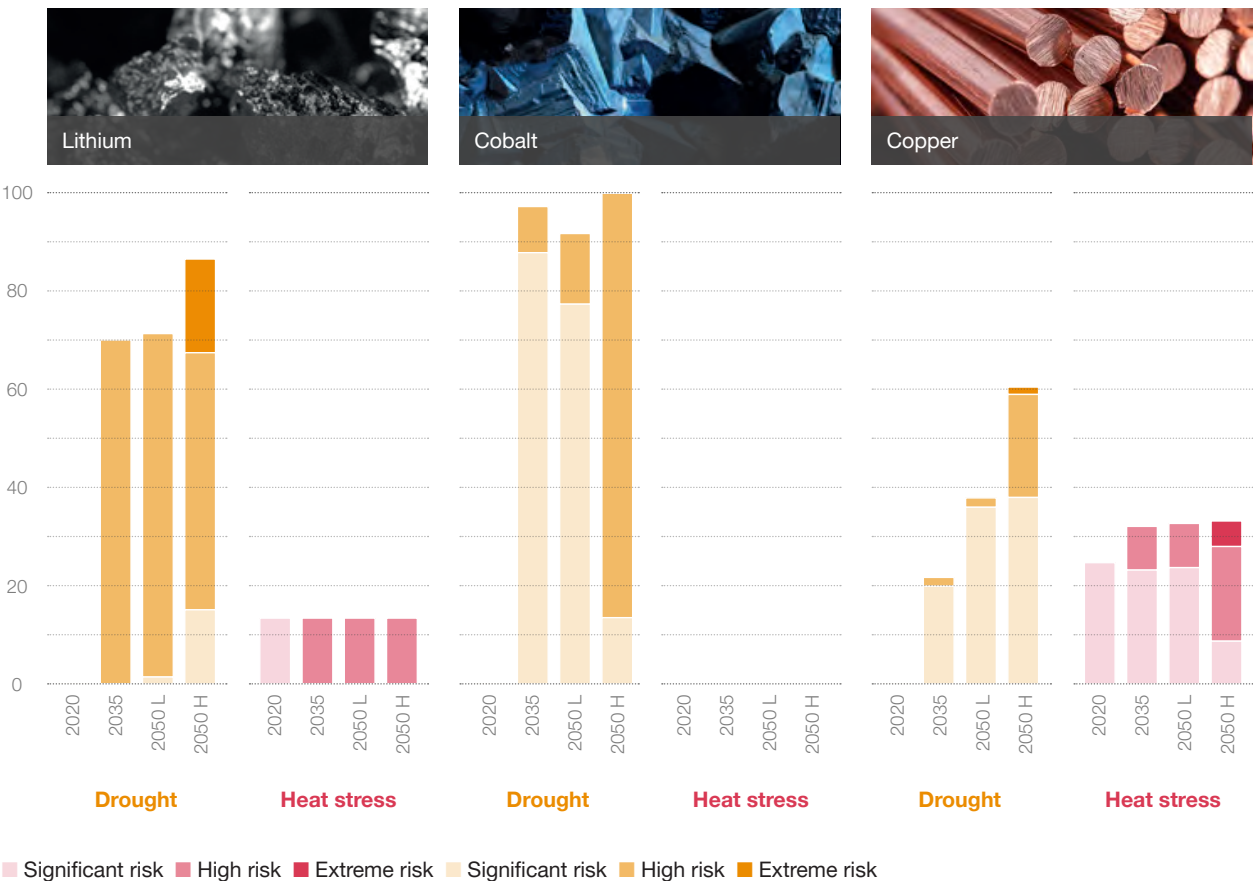 Lithium
Cobalt
Copper
100
80
60
40
20
0
2020
2035
2050 L
2050 H
2020
2035
2050 L
2050 H
2020
2035
2050 L
2050 H
2020
2035
2050 L
2050 H
2020
2035
2050 L
2050 H
2020
2035
2050 L
2050 H
Drought
Heat stress
Drought
Heat stress
Drought
Heat stress
Significant risk High risk Extreme risk Significant risk High risk Extreme risk